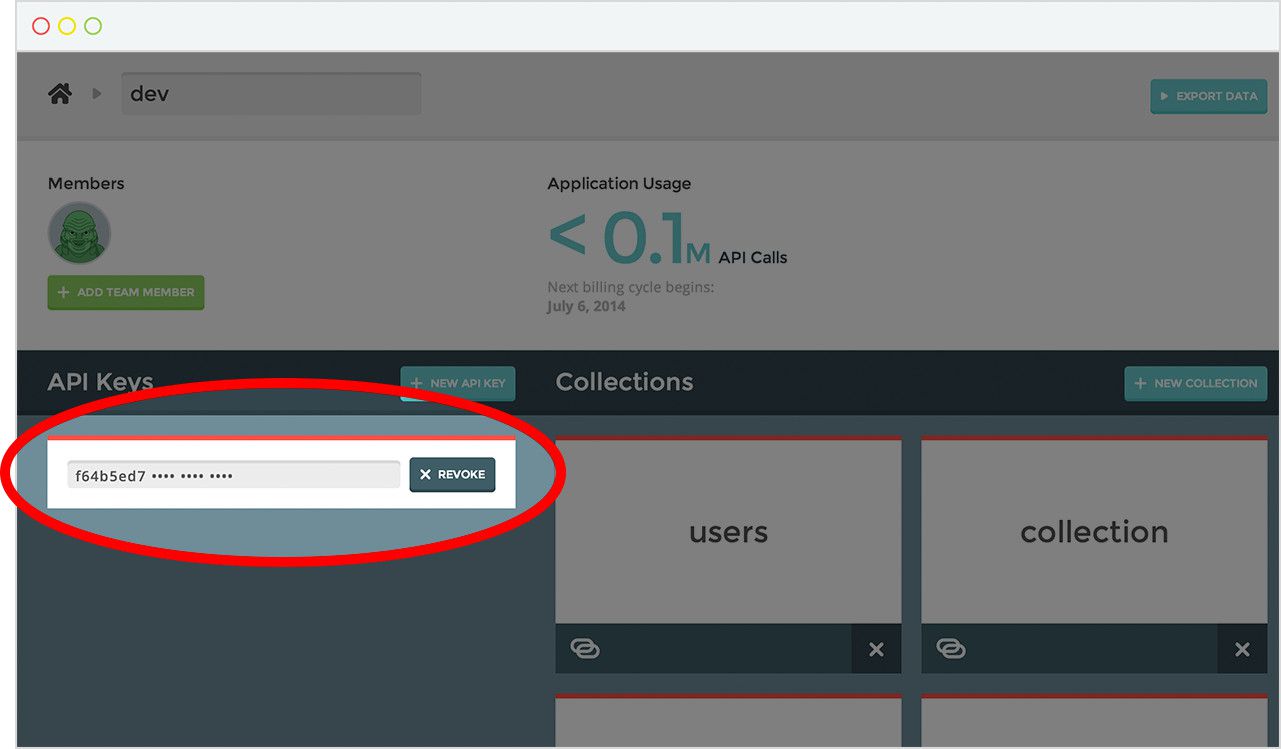 dev
EXPORT DATA
Members
ADD TEAM MEMBER
Application Usage
< 0.1M API Calls
Next billing cycle begins:
July 6, 2014
API Keys
NEW API KEY
f64b5ed7 •••• •••• ••••
REVOKE
Collections
NEW COLLECTION
users
collection